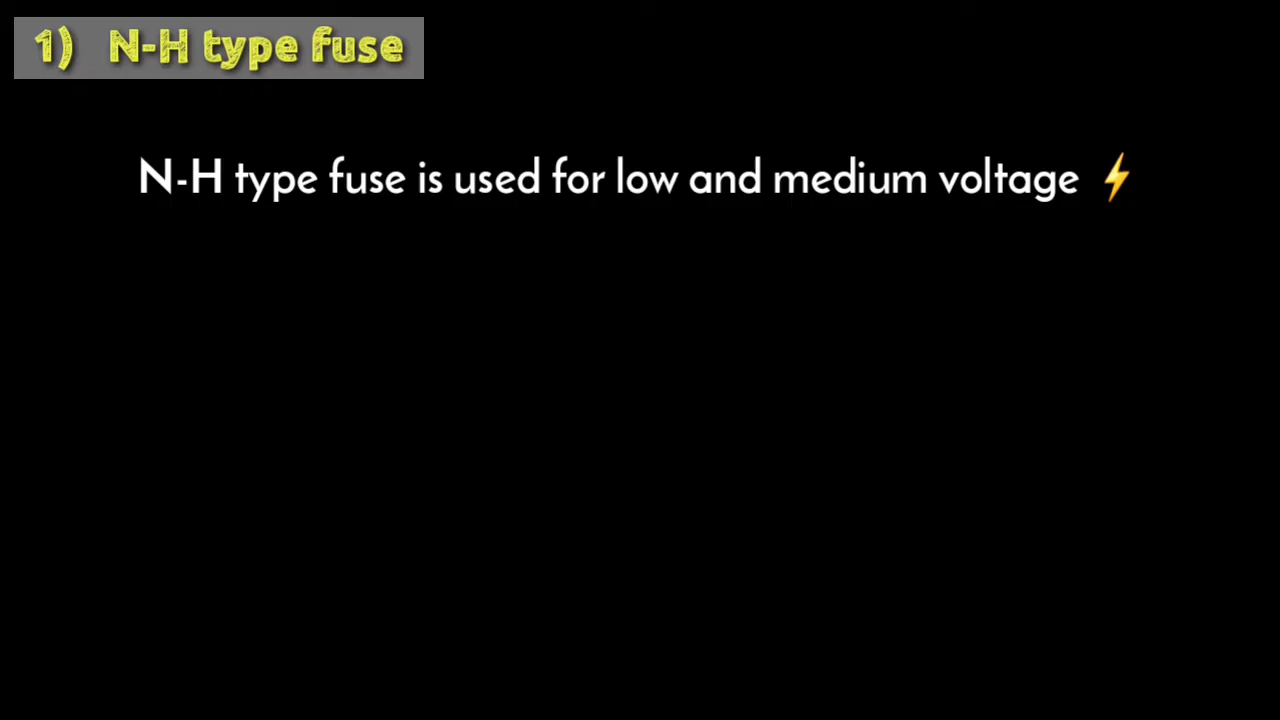 1) N-H type fuse
N-H type fuse is used for low and medium voltage ⚡